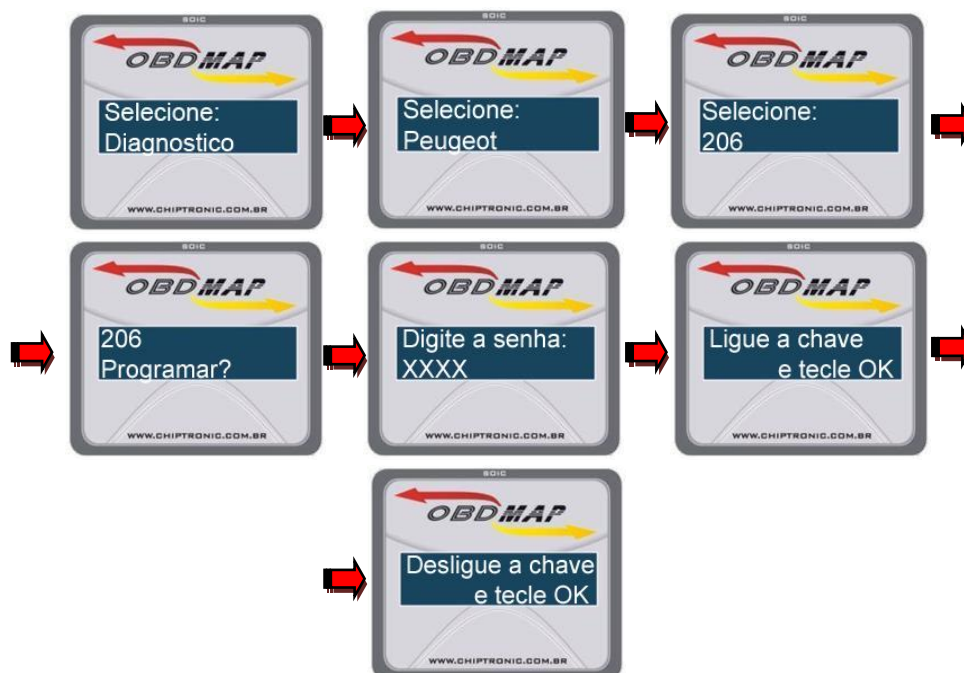 SOIC
OBDMAP
Selecione:
Diagnostico
WWW.CHIPTRONIC.COM.BR
SOIC
OBDMAP
Selecione:
Peugeot
WWW.CHIPTRONIC.COM.BR
SOIC
OBDMAP
Selecione:
206
WWW.CHIPTRONIC.COM.BR
SOIC
OBDMAP
206
Programar?
WWW.CHIPTRONIC.COM.BR
SOIC
OBDMAP
Digite a senha:
XXXX
WWW.CHIPTRONIC.COM.BR
SOIC
OBDMAP
Ligue a chave
e tecle OK
WWW.CHIPTRONIC.COM.BR
SOIC
OBDMAP
Desligue a chave
e tecle OK
WWW.CHIPTRONIC.COM.BR